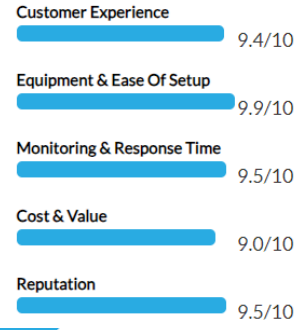 Customer Experience
9.4/10
Equipment & Ease Of Setup
9.9/10
Monitoring & Response Time
9.5/10
Cost & Value
9.0/10
Reputation
9.5/10